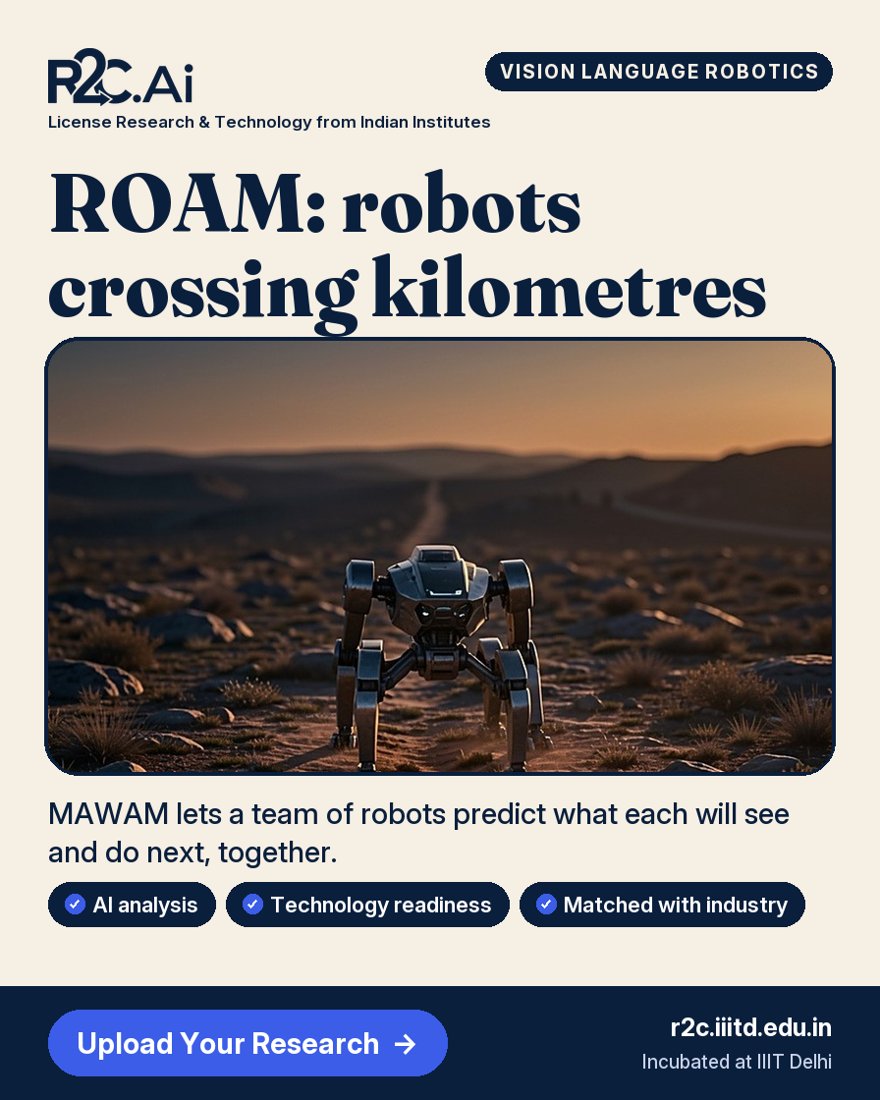 R2C.Ai
VISION LANGUAGE ROBOTICS
License Research & Technology from Indian Institutes
ROAM: robots
crossing kilometres
MAWAM lets a team of robots predict what each will see
and do next, together.
AI analysis
Technology readiness
Matched with industry
Upload Your Research →
r2c.iiitd.edu.in
Incubated at IIIT Delhi